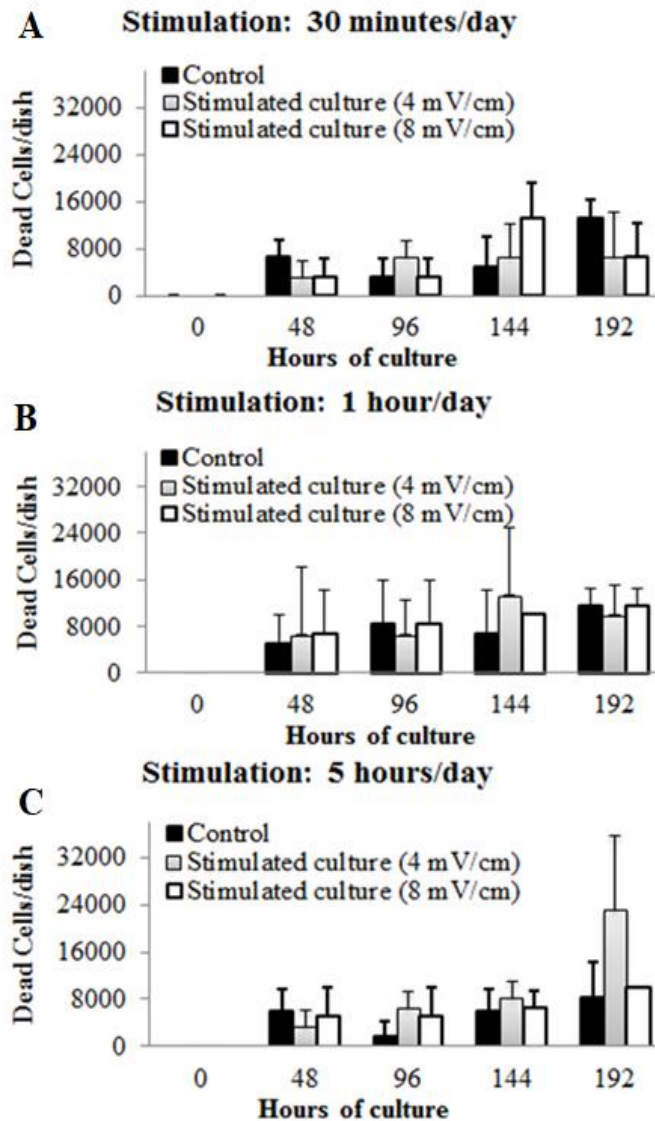 A
Stimulation: 30 minutes/day
Control
Stimulated culture (4 mV/cm)
Stimulated culture (8 mV/cm)
Dead Cells/dish
32000
24000
16000
8000
0
0 48 96 144 192
Hours of culture
B
Stimulation: 1 hour/day
Control
Stimulated culture (4 mV/cm)
Stimulated culture (8 mV/cm)
Dead Cells/dish
32000
24000
16000
8000
0
0 48 96 144 192
Hours of culture
C
Stimulation: 5 hours/day
Control
Stimulated culture (4 mV/cm)
Stimulated culture (8 mV/cm)
Dead Cells/dish
32000
24000
16000
8000
0
0 48 96 144 192
Hours of culture